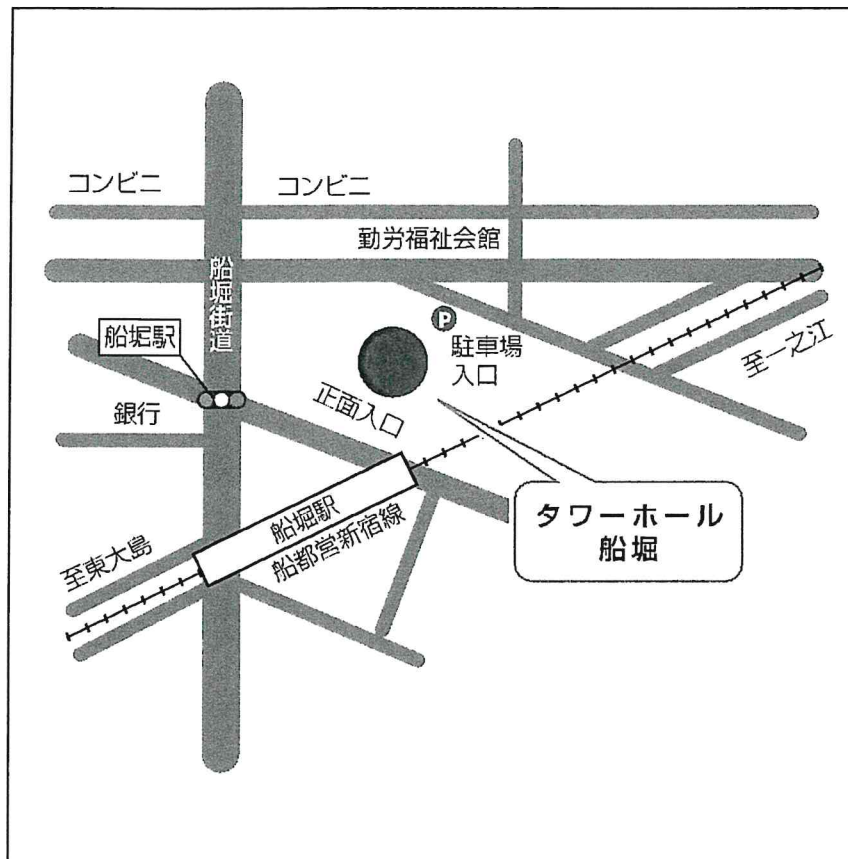 コンビニ
コンビニ
勤労福祉会館
船堀街道
P
船堀駅
駐車場
入口
至一之江
正面入口
銀行
タワーホール
船堀
船堀駅
船都営新宿線
至東大島